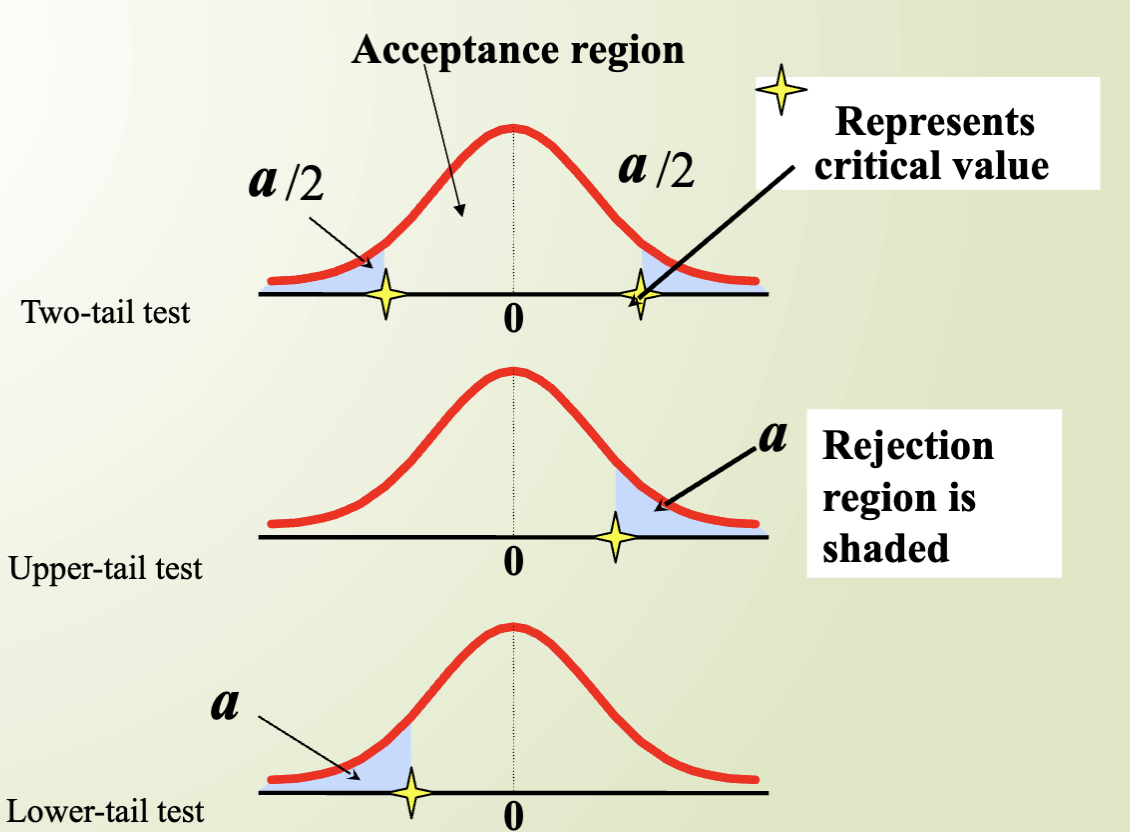 Acceptance region
Represents
critical value
a /2
a /2
Two-tail test
0
a
Rejection
region is
shaded
Upper-tail test
0
a
Lower-tail test
0